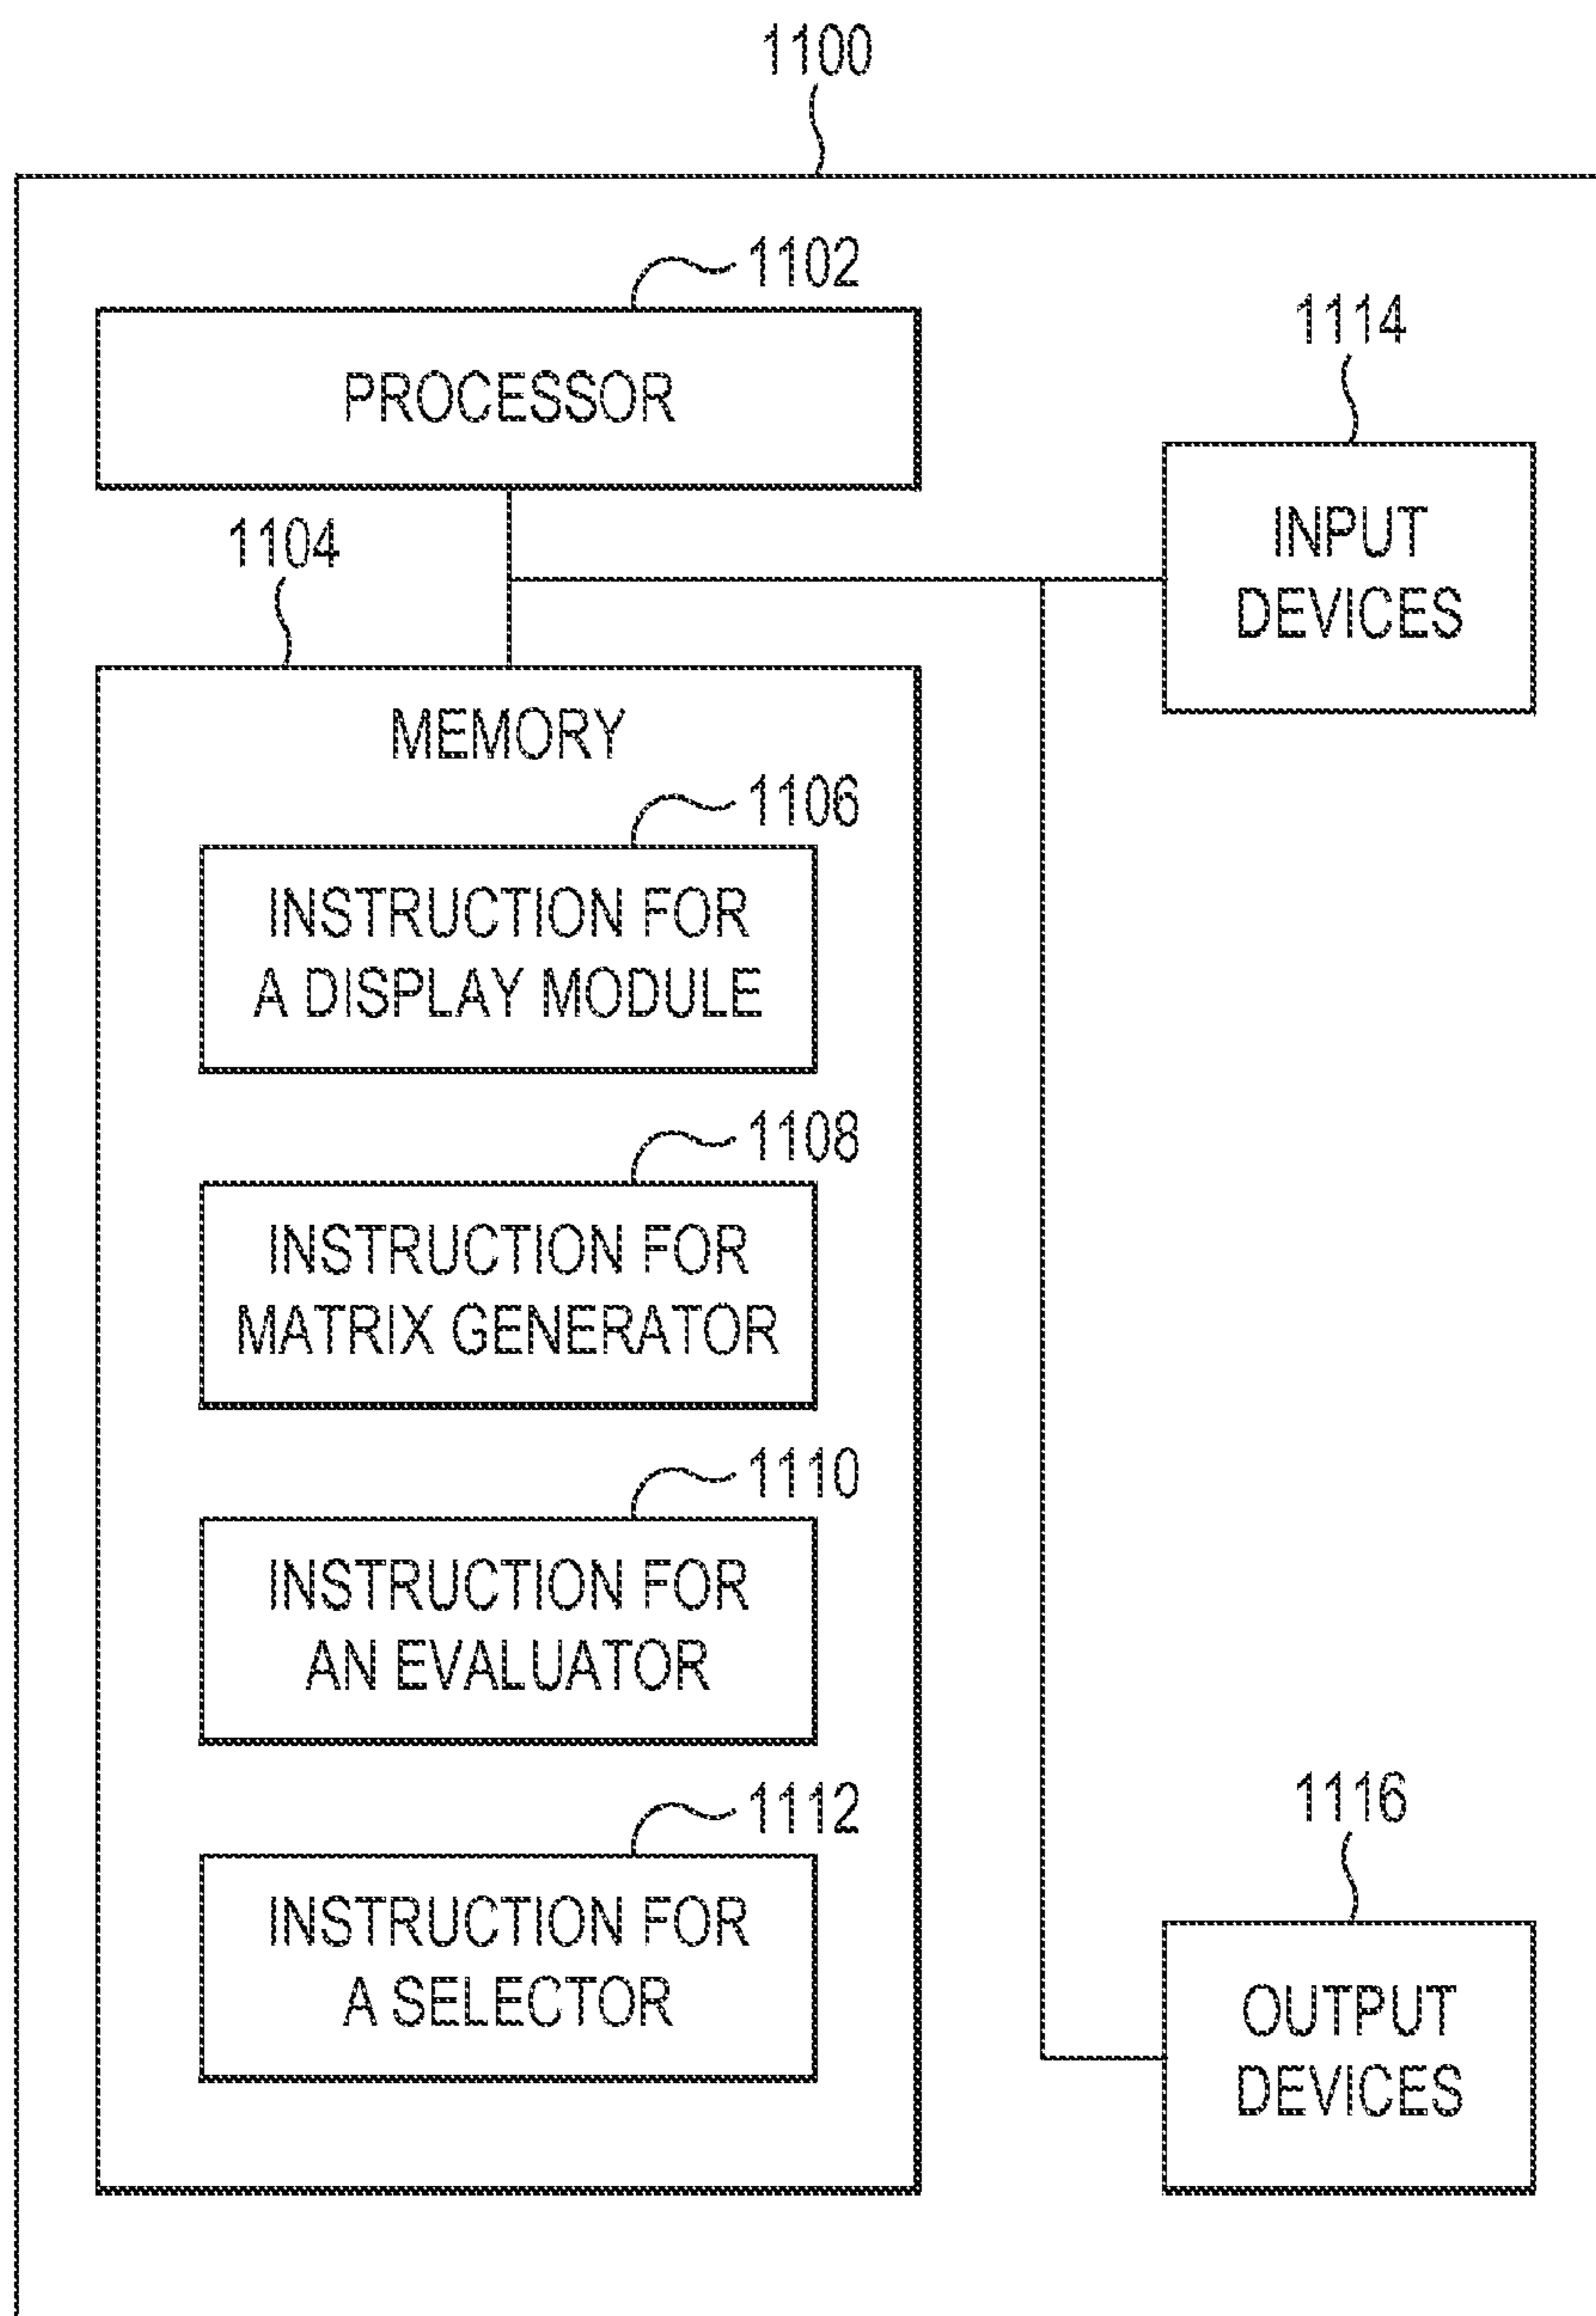 1100
1102
PROCESSOR
1114
INPUT
DEVICES
1104
MEMORY
1106
INSTRUCTION FOR
A DISPLAY MODULE
1108
INSTRUCTION FOR
MATRIX GENERATOR
1110
INSTRUCTION FOR
AN EVALUATOR
1112
INSTRUCTION FOR
A SELECTOR
1116
OUTPUT
DEVICES